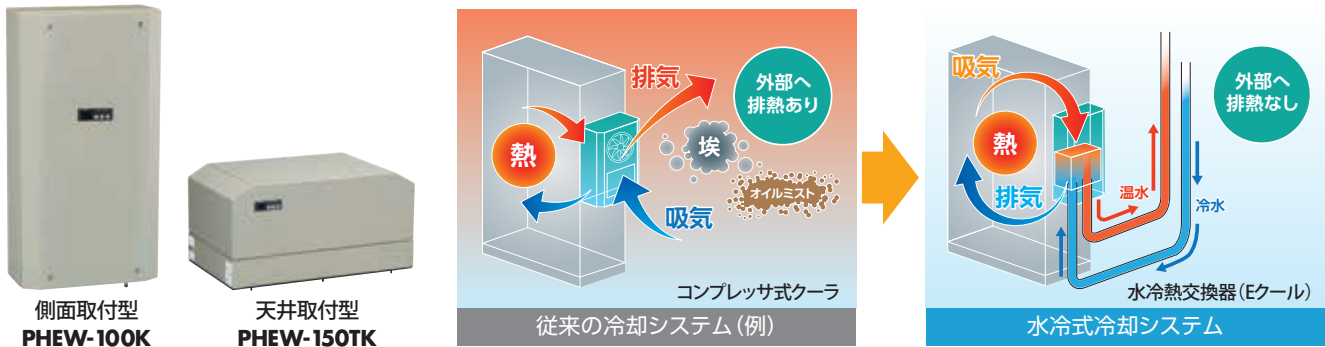 側面取付型
PHEW-100K
天井取付型
PHEW-150TK
熱
排気
外部へ
排熱あり
埃
オイルミスト
吸気
コンプレッサ式クーラ
従来の冷却システム(例)
吸気
外部へ
排熱なし
熱
排気
温水
冷水
水冷熱交換器(Eクール)
水冷式冷却システム